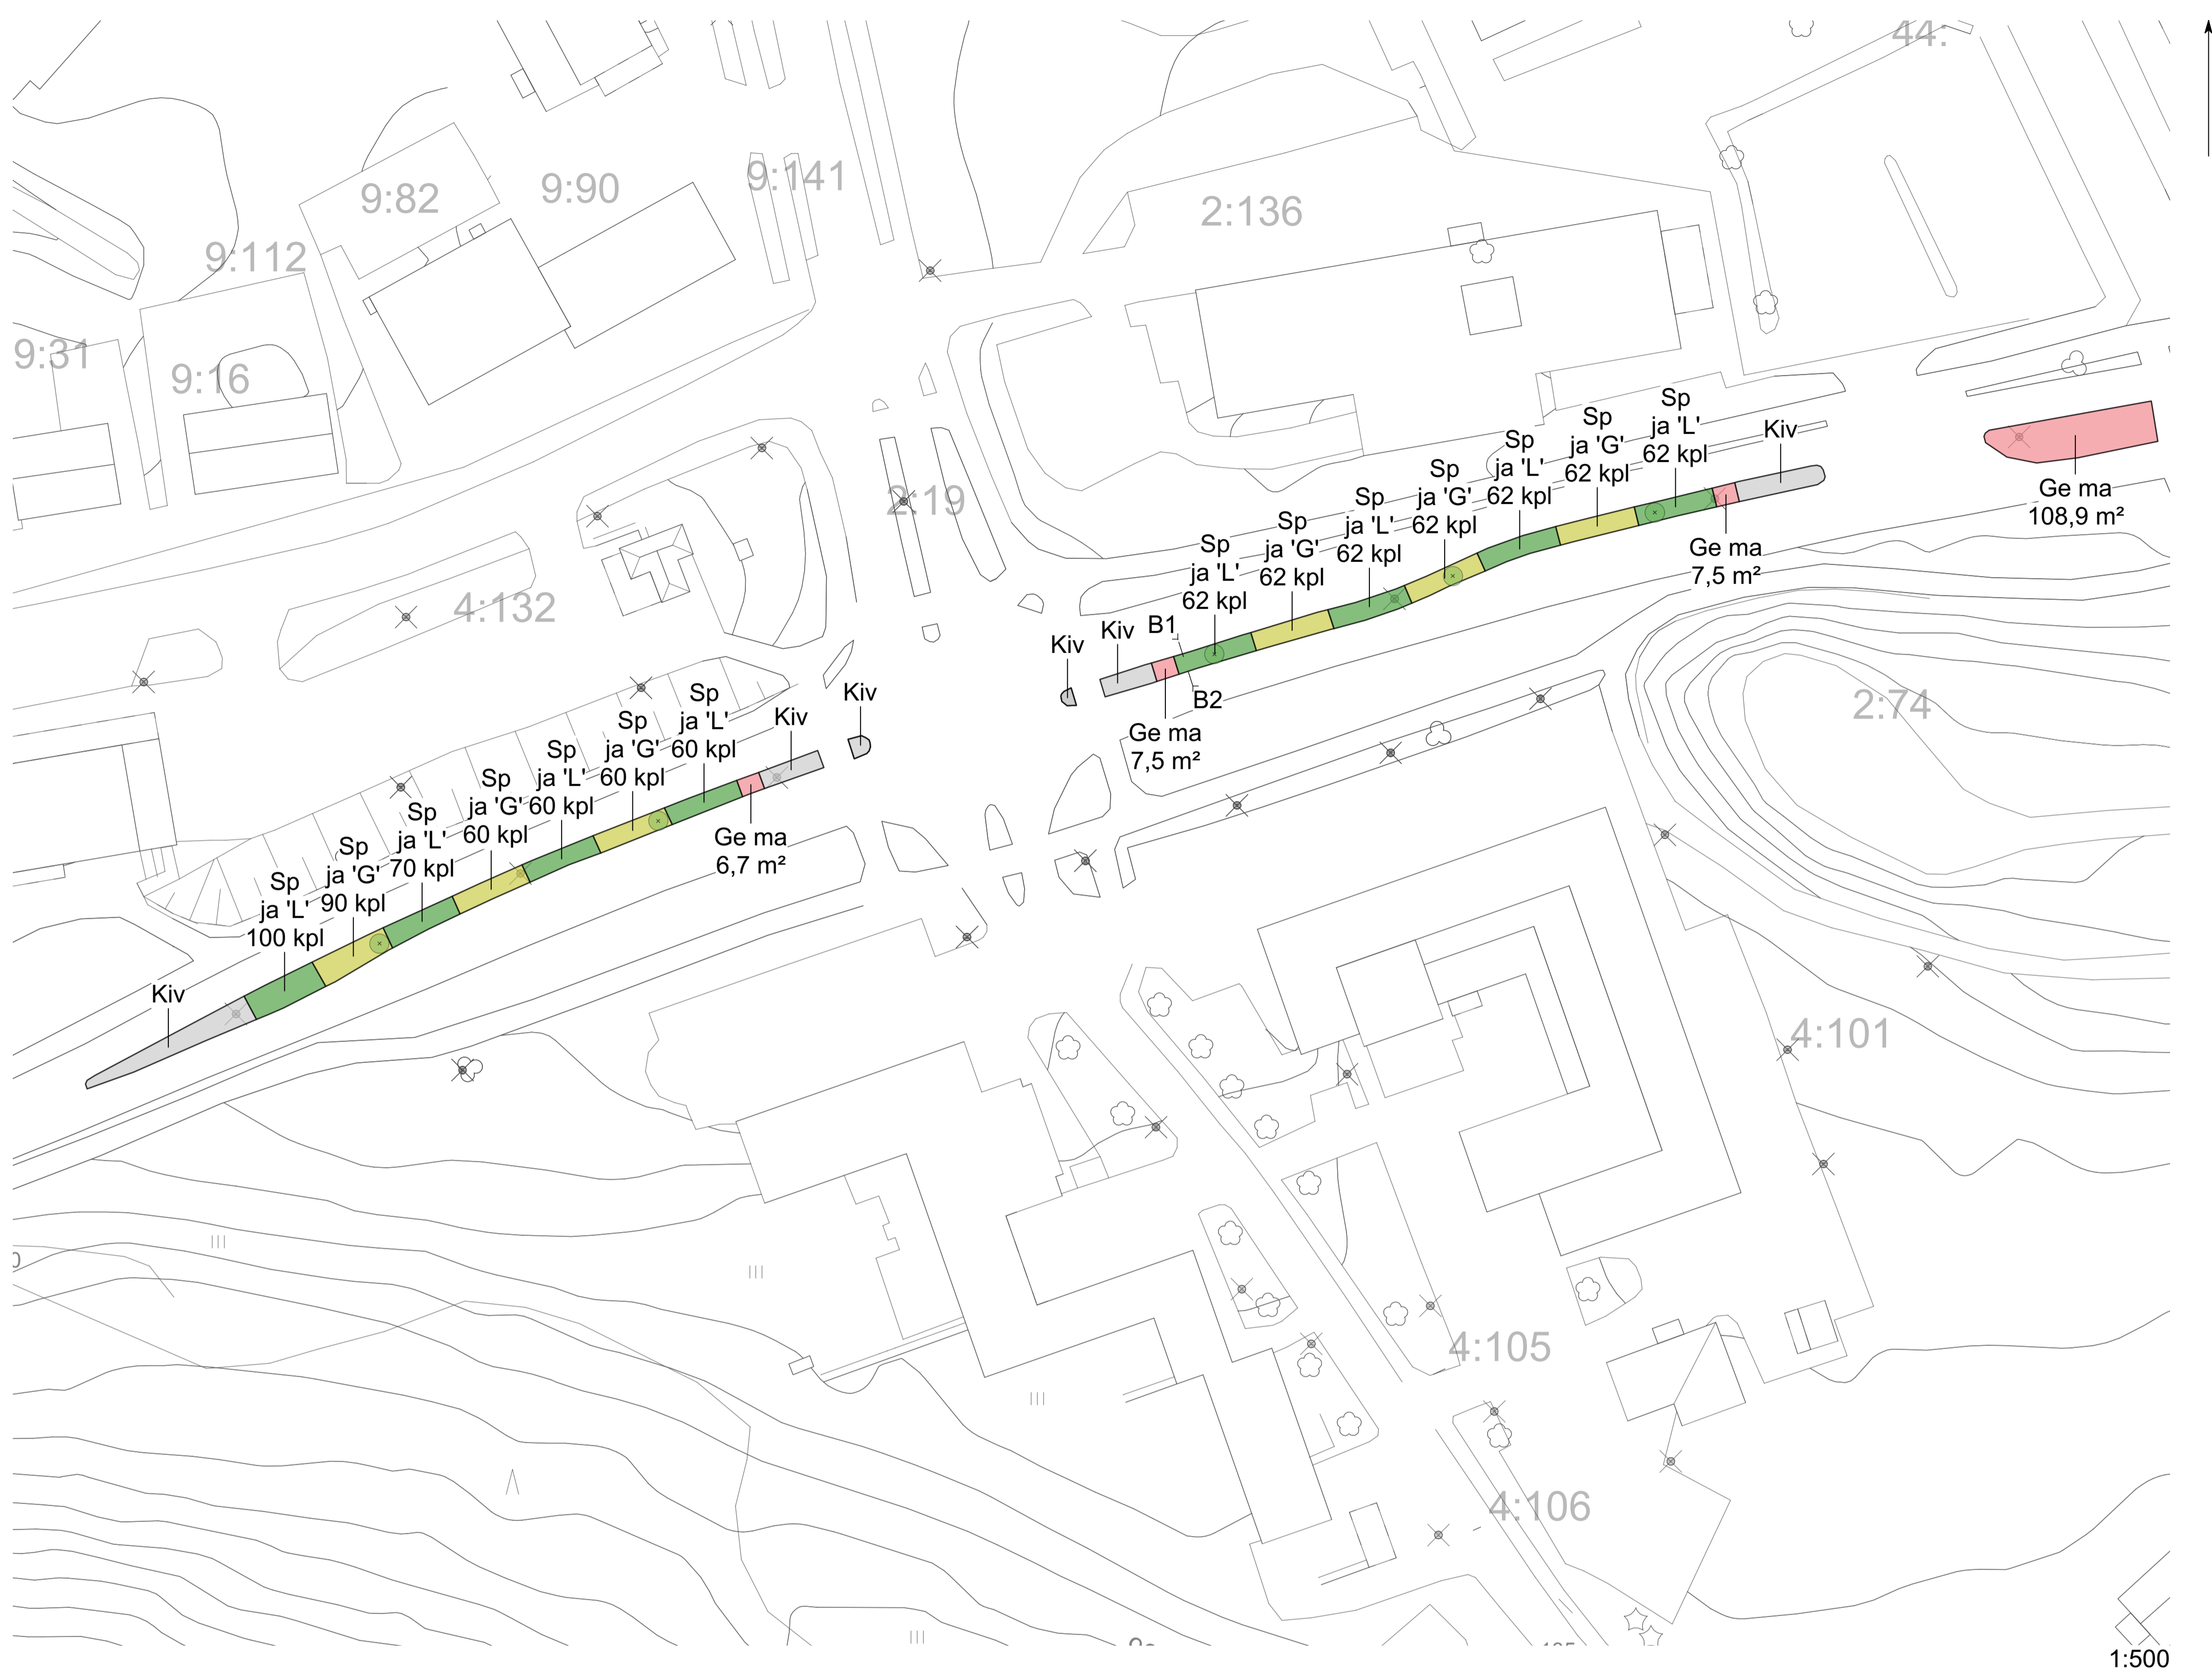 44:
9:82
9:90
9:141
2:136
9:112
9:31
9:16
2:19
4:132
2:74
4:101
4:105
4:106
Sp
ja 'L'
62 kpl
Sp
ja 'G'
62 kpl
Sp
ja 'L'
62 kpl
Sp
ja 'G'
62 kpl
Sp
ja 'L'
62 kpl
Sp
ja 'G'
62 kpl
Sp
ja 'L'
62 kpl
Kiv
Ge ma
108,9 m²
Ge ma
7,5 m²
Kiv
Kiv
B1
B2
Ge ma
7,5 m²
Kiv
Kiv
Sp
ja 'L'
100 kpl
Sp
ja 'G'
90 kpl
Sp
ja 'L'
70 kpl
Sp
ja 'G'
60 kpl
Sp
ja 'L'
60 kpl
Sp
ja 'G'
60 kpl
Sp
ja 'L'
60 kpl
Ge ma
6,7 m²
Kiv
1:500